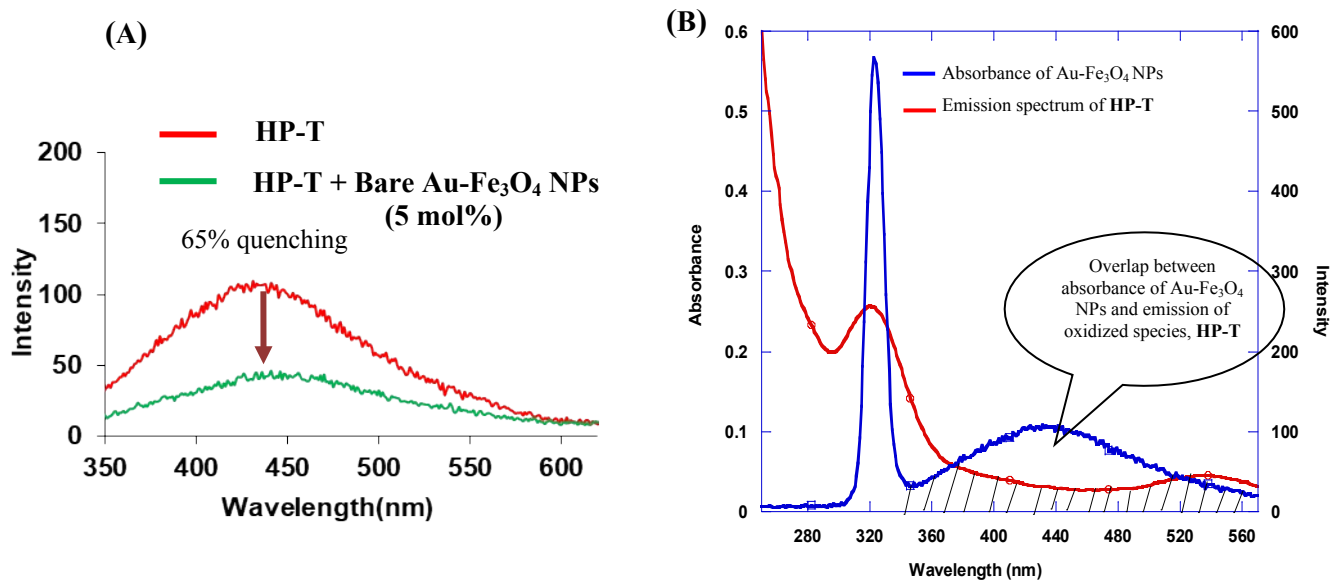 (A)
HP-T
HP-T + Bare Au-Fe₃O₄ NPs
(5 mol%)
65% quenching
200
150
100
50
0
Intensity
350 400 450 500 550 600
Wavelength(nm)
(B)
Absorbance of Au-Fe₃O₄ NPs
Emission spectrum of HP-T
Overlap between
absorbance of Au-Fe₃O₄
NPs and emission of
oxidized species, HP-T
0.6
0.5
0.4
0.3
0.2
0.1
0
Absorbance
600
500
400
300
200
100
0
Intensity
280 320 360 400 440 480 520 560
Wavelength (nm)